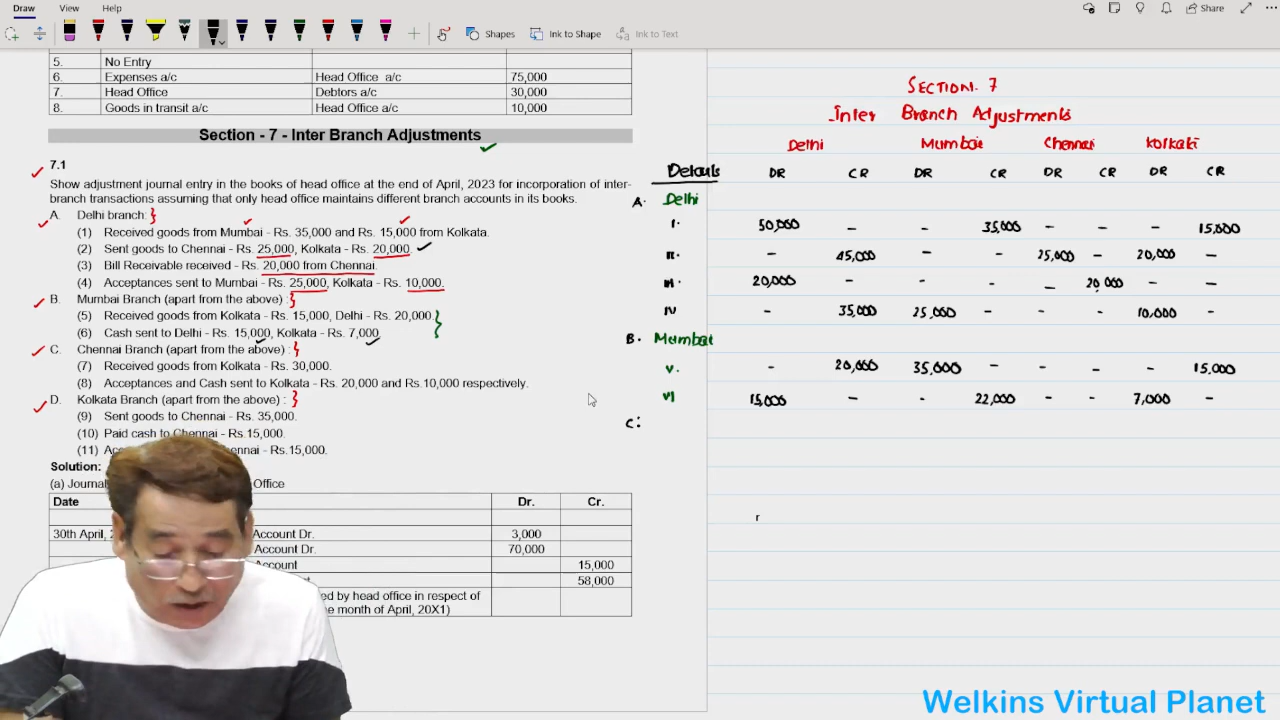 Draw View Help
Share
Shapes Ink to Shape Ink to Text
5. No Entry
6. Expenses a/c Head Office a/c 75,000
7. Head Office Debtors a/c 30,000
8. Goods in transit a/c Head Office a/c 10,000
Section - 7 - Inter Branch Adjustments
7.1
Show adjustment journal entry in the books of head office at the end of April, 2023 for incorporation of inter-
branch transactions assuming that only head office maintains different branch accounts in its books.
A. Delhi branch:
(1) Received goods from Mumbai - Rs. 35,000 and Rs. 15,000 from Kolkata.
(2) Sent goods to Chennai - Rs. 25,000, Kolkata - Rs. 20,000.
(3) Bill Receivable received - Rs. 20,000 from Chennai.
(4) Acceptances sent to Mumbai - Rs. 25,000, Kolkata - Rs. 10,000.
B. Mumbai Branch (apart from the above) :
(5) Received goods from Kolkata - Rs. 15,000, Delhi - Rs. 20,000.
(6) Cash sent to Delhi - Rs. 15,000, Kolkata - Rs. 7,000.
C. Chennai Branch (apart from the above) :
(7) Received goods from Kolkata - Rs. 30,000.
(8) Acceptances and Cash sent to Kolkata - Rs. 20,000 and Rs.10,000 respectively.
D. Kolkata Branch (apart from the above) :
(9) Sent goods to Chennai - Rs. 35,000.
(10) Paid cash to Chennai - Rs.15,000.
(11) Chennai - Rs.15,000.
Solution:
(a) Journal Office
Date Dr. Cr.
30th April, Account Dr. 3,000
Account Dr. 70,000
Account 15,000
58,000
ed by head office in respect of
the month of April, 20X1)
SECTION. 7
Inter Branch Adjustments
Delhi Mumbai Chennai Kolkati
Details DR CR DR CR DR CR DR CR
A. Delhi
I. 50,000 - - 35,000 - - - 15,000
II. - 45,000 - - 25,000 - 20,000 -
III. 20,000 - - - - 20,000 - -
IV - 35,000 25,000 - - - 10,000 -
B. Mumbai
V. - 20,000 35,000 - - - - 15,000
VI 15,000 - - 22,000 - - 7,000 -
C:
Welkins Virtual Planet